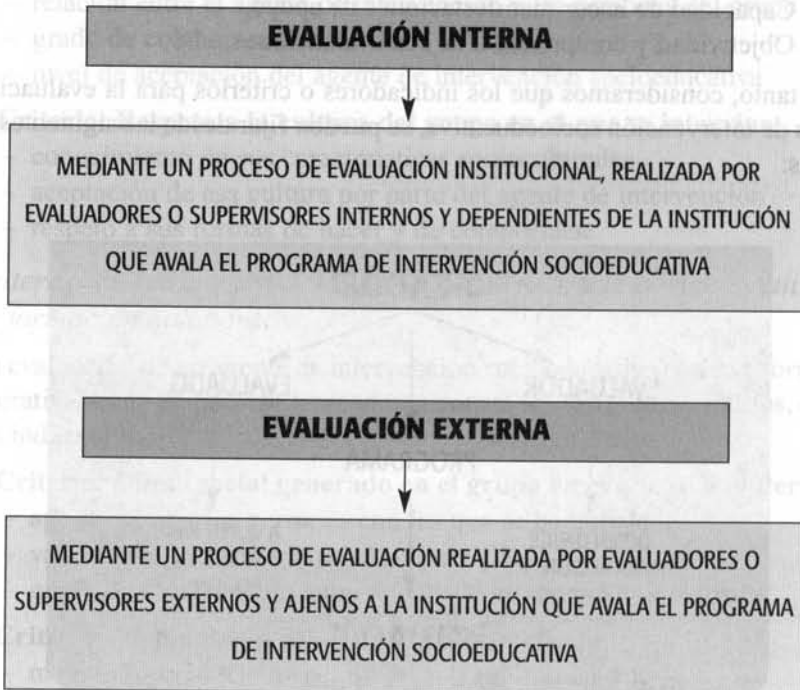 EVALUACIÓN INTERNA
MEDIANTE UN PROCESO DE EVALUACIÓN INSTITUCIONAL, REALIZADA POR
EVALUADORES O SUPERVISORES INTERNOS Y DEPENDIENTES DE LA INSTITUCIÓN
QUE AVALA EL PROGRAMA DE INTERVENCIÓN SOCIOEDUCATIVA
EVALUACIÓN EXTERNA
MEDIANTE UN PROCESO DE EVALUACIÓN REALIZADA POR EVALUADORES O
SUPERVISORES EXTERNOS Y AJENOS A LA INSTITUCIÓN QUE AVALA EL PROGRAMA
DE INTERVENCIÓN SOCIOEDUCATIVA